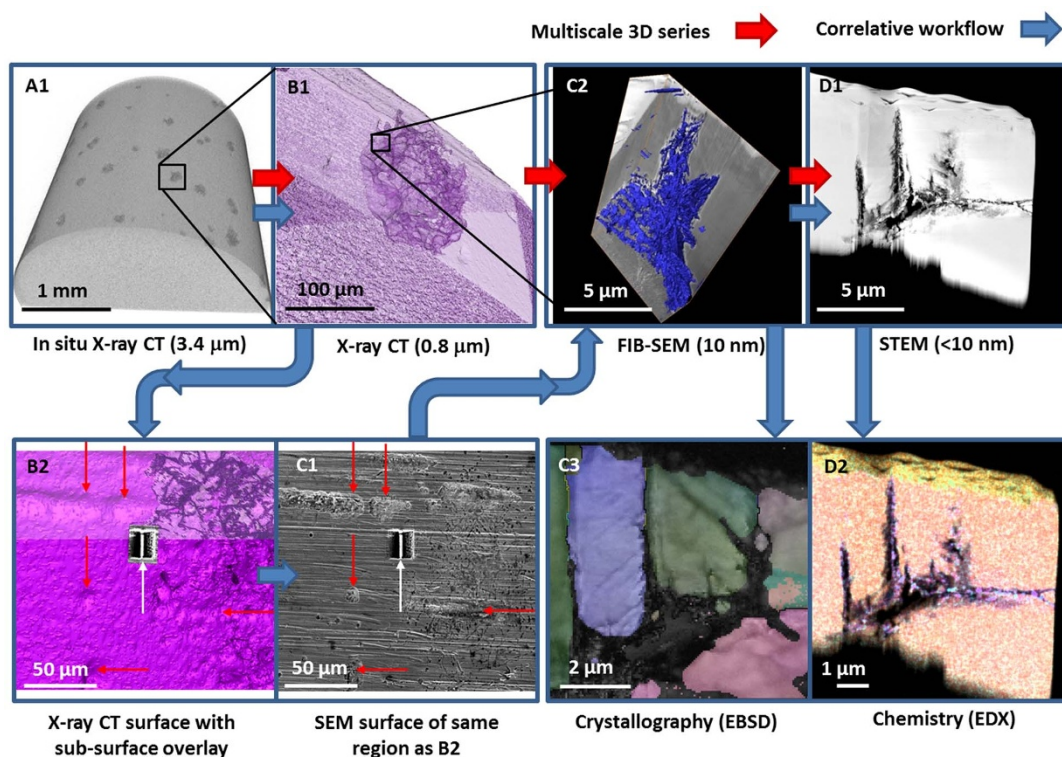 Multiscale 3D series
Correlative workflow
A1
B1
C2
D1
1 mm
100 µm
5 µm
5 µm
In situ X-ray CT (3.4 µm)
X-ray CT (0.8 µm)
FIB-SEM (10 nm)
STEM (<10 nm)
B2
C1
C3
D2
50 µm
50 µm
2 µm
1 µm
X-ray CT surface with
sub-surface overlay
SEM surface of same
region as B2
Crystallography (EBSD)
Chemistry (EDX)